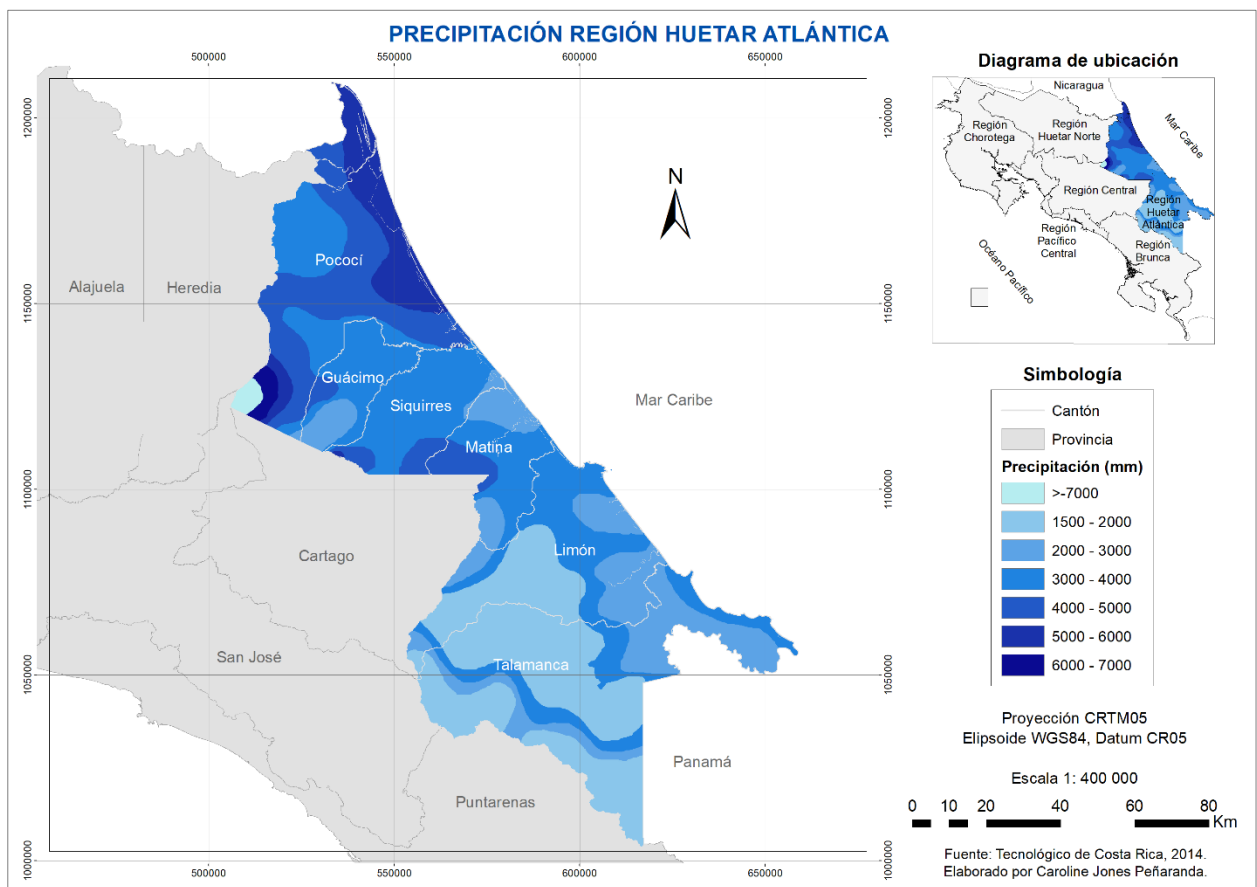 PRECIPITACIÓN REGIÓN HUETAR ATLÁNTICA
500000 550000 600000 650000
1200000
1150000
1100000
1050000
1000000
Alajuela
Heredia
Pococí
Guácimo
Siquirres
Matina
Limón
Talamanca
Cartago
San José
Puntarenas
Panamá
Mar Caribe
N
1200000
1150000
1100000
1050000
1000000
500000 550000 600000 650000
Diagrama de ubicación
Nicaragua
Mar Caribe
Región
Chorotega
Región
Huetar Norte
Región Central
Región
Huetar
Atlántica
Región
Pacífico
Central
Región
Brunca
Océano Pacífico
Simbología
Cantón
Provincia
Precipitación (mm)
>-7000
1500 - 2000
2000 - 3000
3000 - 4000
4000 - 5000
5000 - 6000
6000 - 7000
Proyección CRTM05
Elipsoide WGS84, Datum CR05
Escala 1: 400 000
0 10 20 40 60 80
Km
Fuente: Tecnológico de Costa Rica, 2014.
Elaborado por Caroline Jones Peñaranda.